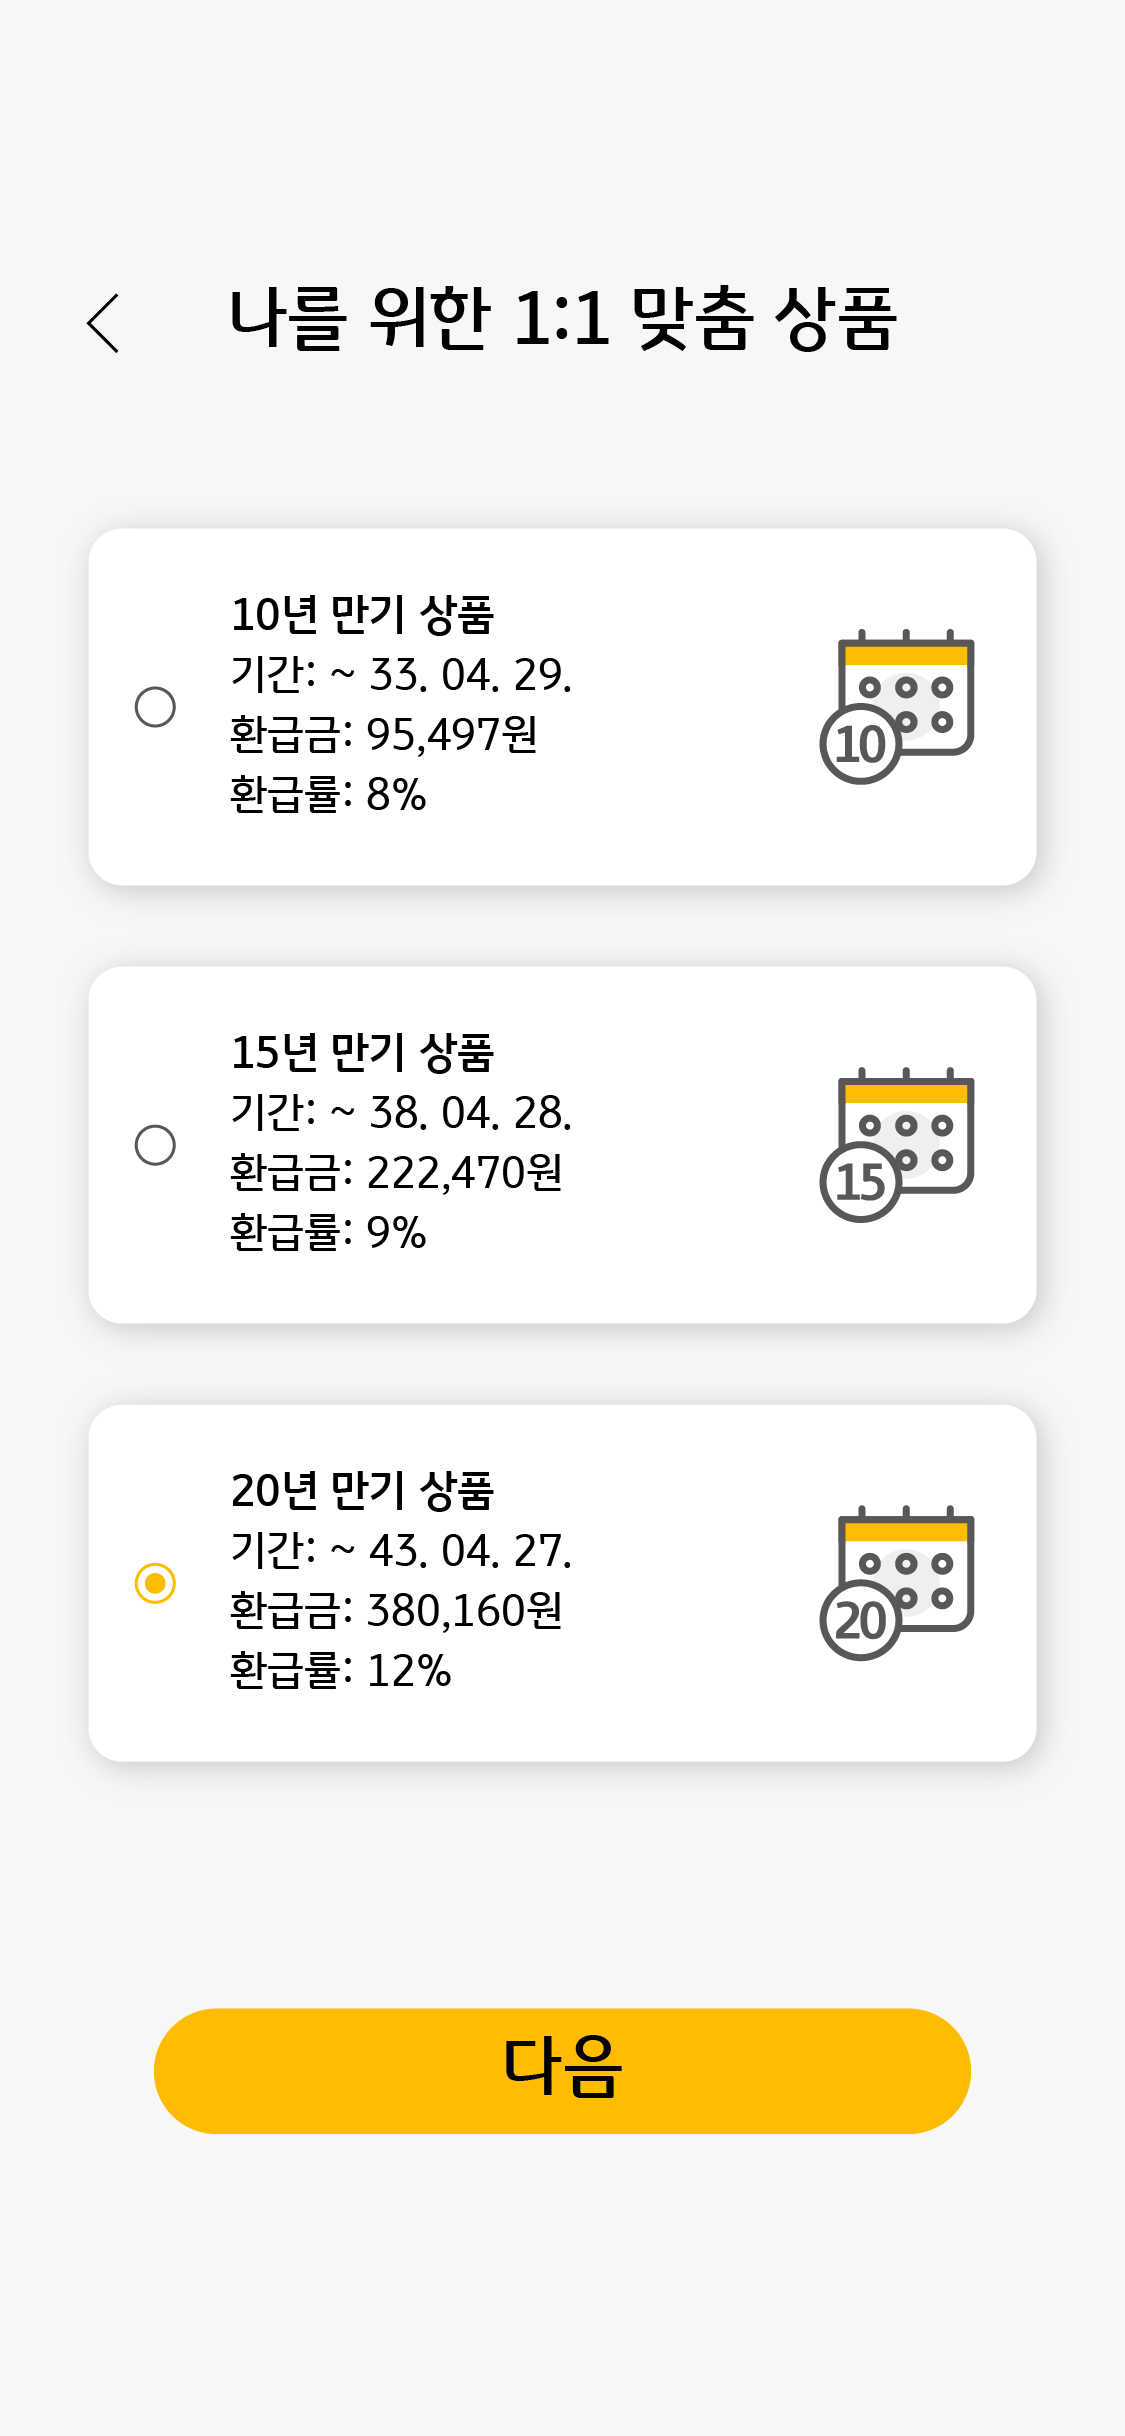 나를 위한 1:1 맞춤 상품
10년 만기 상품
기간: ~ 33. 04. 29.
환급금: 95,497원
환급률: 8%
10
15년 만기 상품
기간: ~ 38. 04. 28.
환급금: 222,470원
환급률: 9%
15
20년 만기 상품
기간: ~ 43. 04. 27.
환급금: 380,160원
환급률: 12%
20
다음